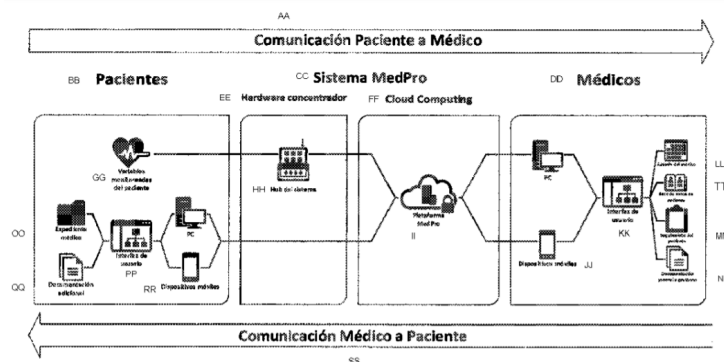 AA
Comunicación Paciente a Médico
BB Pacientes
CC Sistema MedPro
DD Médicos
EE Hardware concentrador
FF Cloud Computing
GG
Variables
monitoreadas
del paciente
HH Hub del sistema
Plataforma
MedPro
II
PC
Dispositivos móviles
JJ
Interfaz de
usuario
KK
LL
TT
OO
Expediente
médico
Interfaz de
usuario
PP
PC
QQ
Documentación
adicional
RR
Dispositivos móviles
Comunicación Médico a Paciente
SS